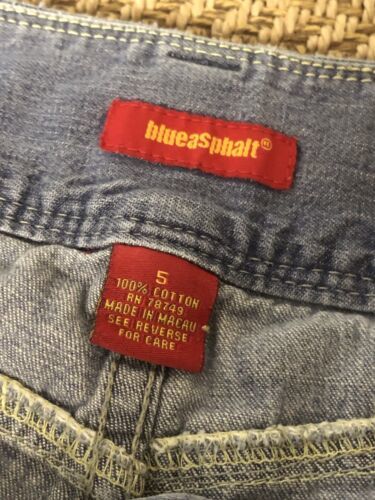 blueasphalt®
5
100% COTTON
RN 78749
MADE IN MACAU
SEE REVERSE
FOR CARE